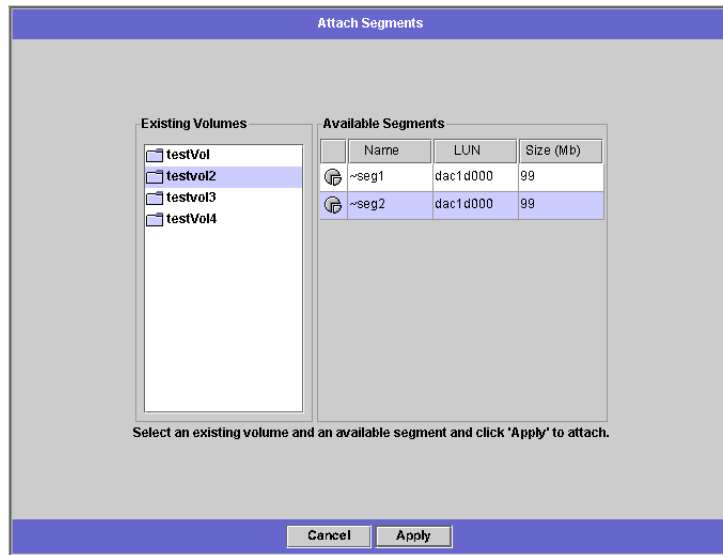 Attach Segments
Existing Volumes
testVol
testvol2
testvol3
testVol4
Available Segments
Name LUN Size (Mb)
~seg1 dac1d000 99
~seg2 dac1d000 99
Select an existing volume and an available segment and click 'Apply' to attach.
Cancel Apply